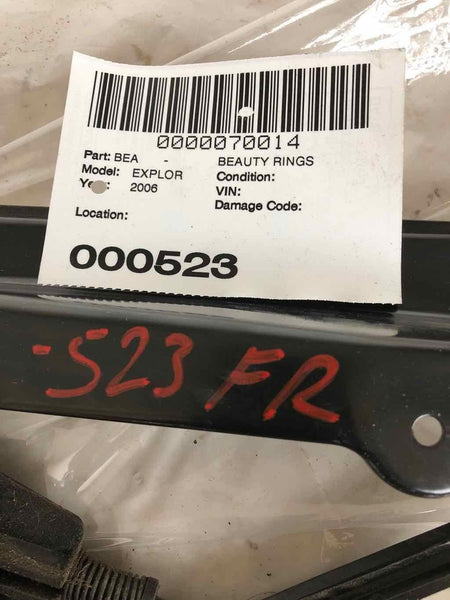 0000070014
Part: BEA - BEAUTY RINGS
Model: EXPLOR Condition:
2006 VIN:
Damage Code:
Location:
000523
-523 FR